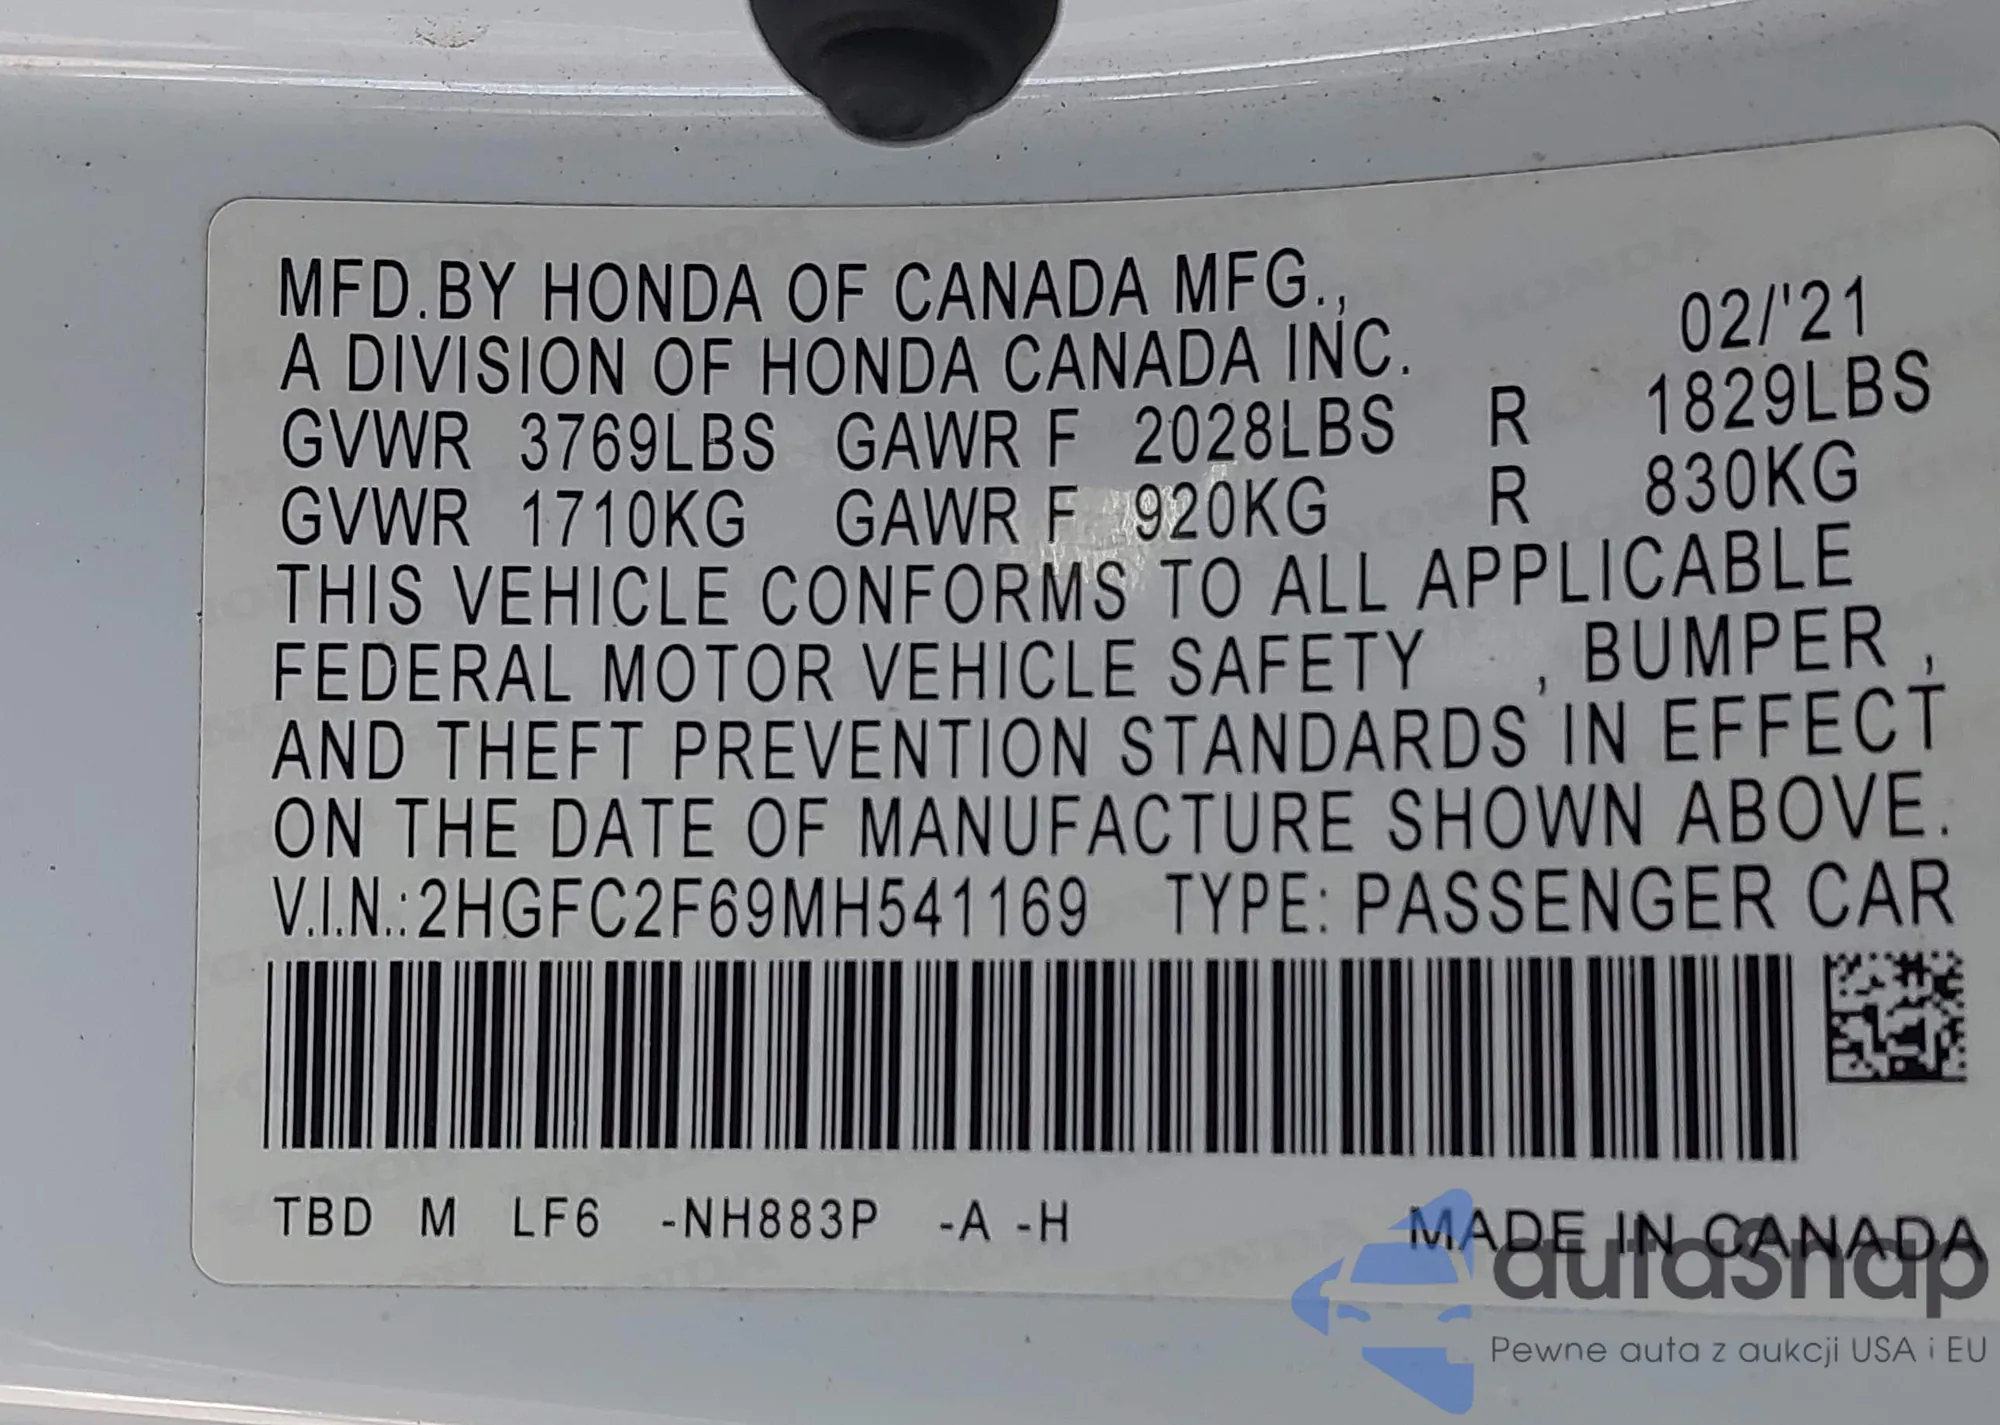 MFD.BY HONDA OF CANADA MFG.,
A DIVISION OF HONDA CANADA INC. 02/'21
GVWR 3769LBS GAWR F 2028LBS R 1829LBS
GVWR 1710KG GAWR F 920KG R 830KG
THIS VEHICLE CONFORMS TO ALL APPLICABLE
FEDERAL MOTOR VEHICLE SAFETY , BUMPER ,
AND THEFT PREVENTION STANDARDS IN EFFECT
ON THE DATE OF MANUFACTURE SHOWN ABOVE.
V.I.N.:2HGFC2F69MH541169 TYPE: PASSENGER CAR
TBD M LF6 -NH883P -A -H MADE IN CANADA
autosnap
Pewne auta z aukcji USA i EU